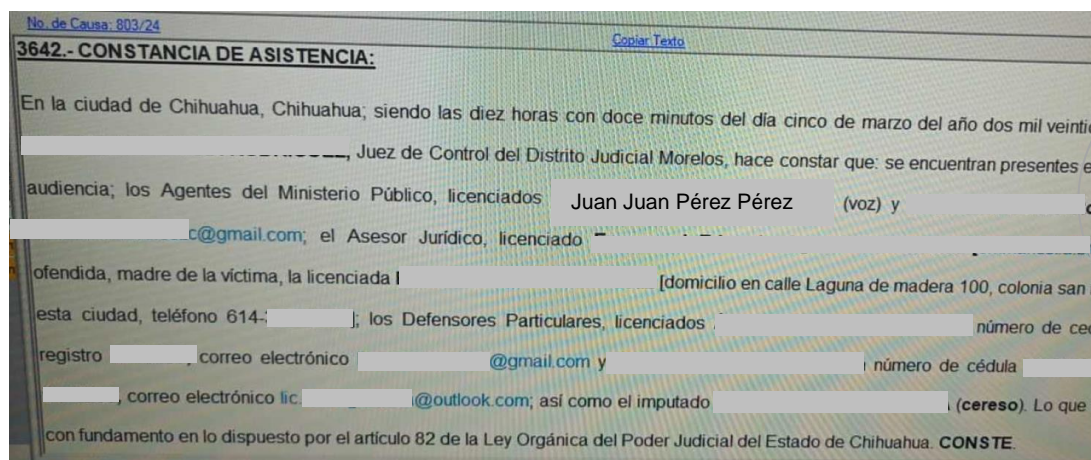 No. de Causa: 803/24
Copiar Texto
3642.- CONSTANCIA DE ASISTENCIA:
En la ciudad de Chihuahua, Chihuahua; siendo las diez horas con doce minutos del día cinco de marzo del año dos mil
, Juez de Control del Distrito Judicial Morelos, hace constar que: se encuentran presentes
audiencia; los Agentes del Ministerio Público, licenciados Juan Juan Pérez Pérez (voz) y
c@gmail.com; el Asesor Jurídico, licenciado
ofendida, madre de la víctima, la licenciada [domicilio en calle Laguna de madera 100, colonia san
esta ciudad, teléfono 614- ]; los Defensores Particulares, licenciados número de
registro , correo electrónico @gmail.com y número de cédula
, correo electrónico lic. @outlook.com; así como el imputado (cereso). Lo que
con fundamento en lo dispuesto por el artículo 82 de la Ley Orgánica del Poder Judicial del Estado de Chihuahua. CONSTE.